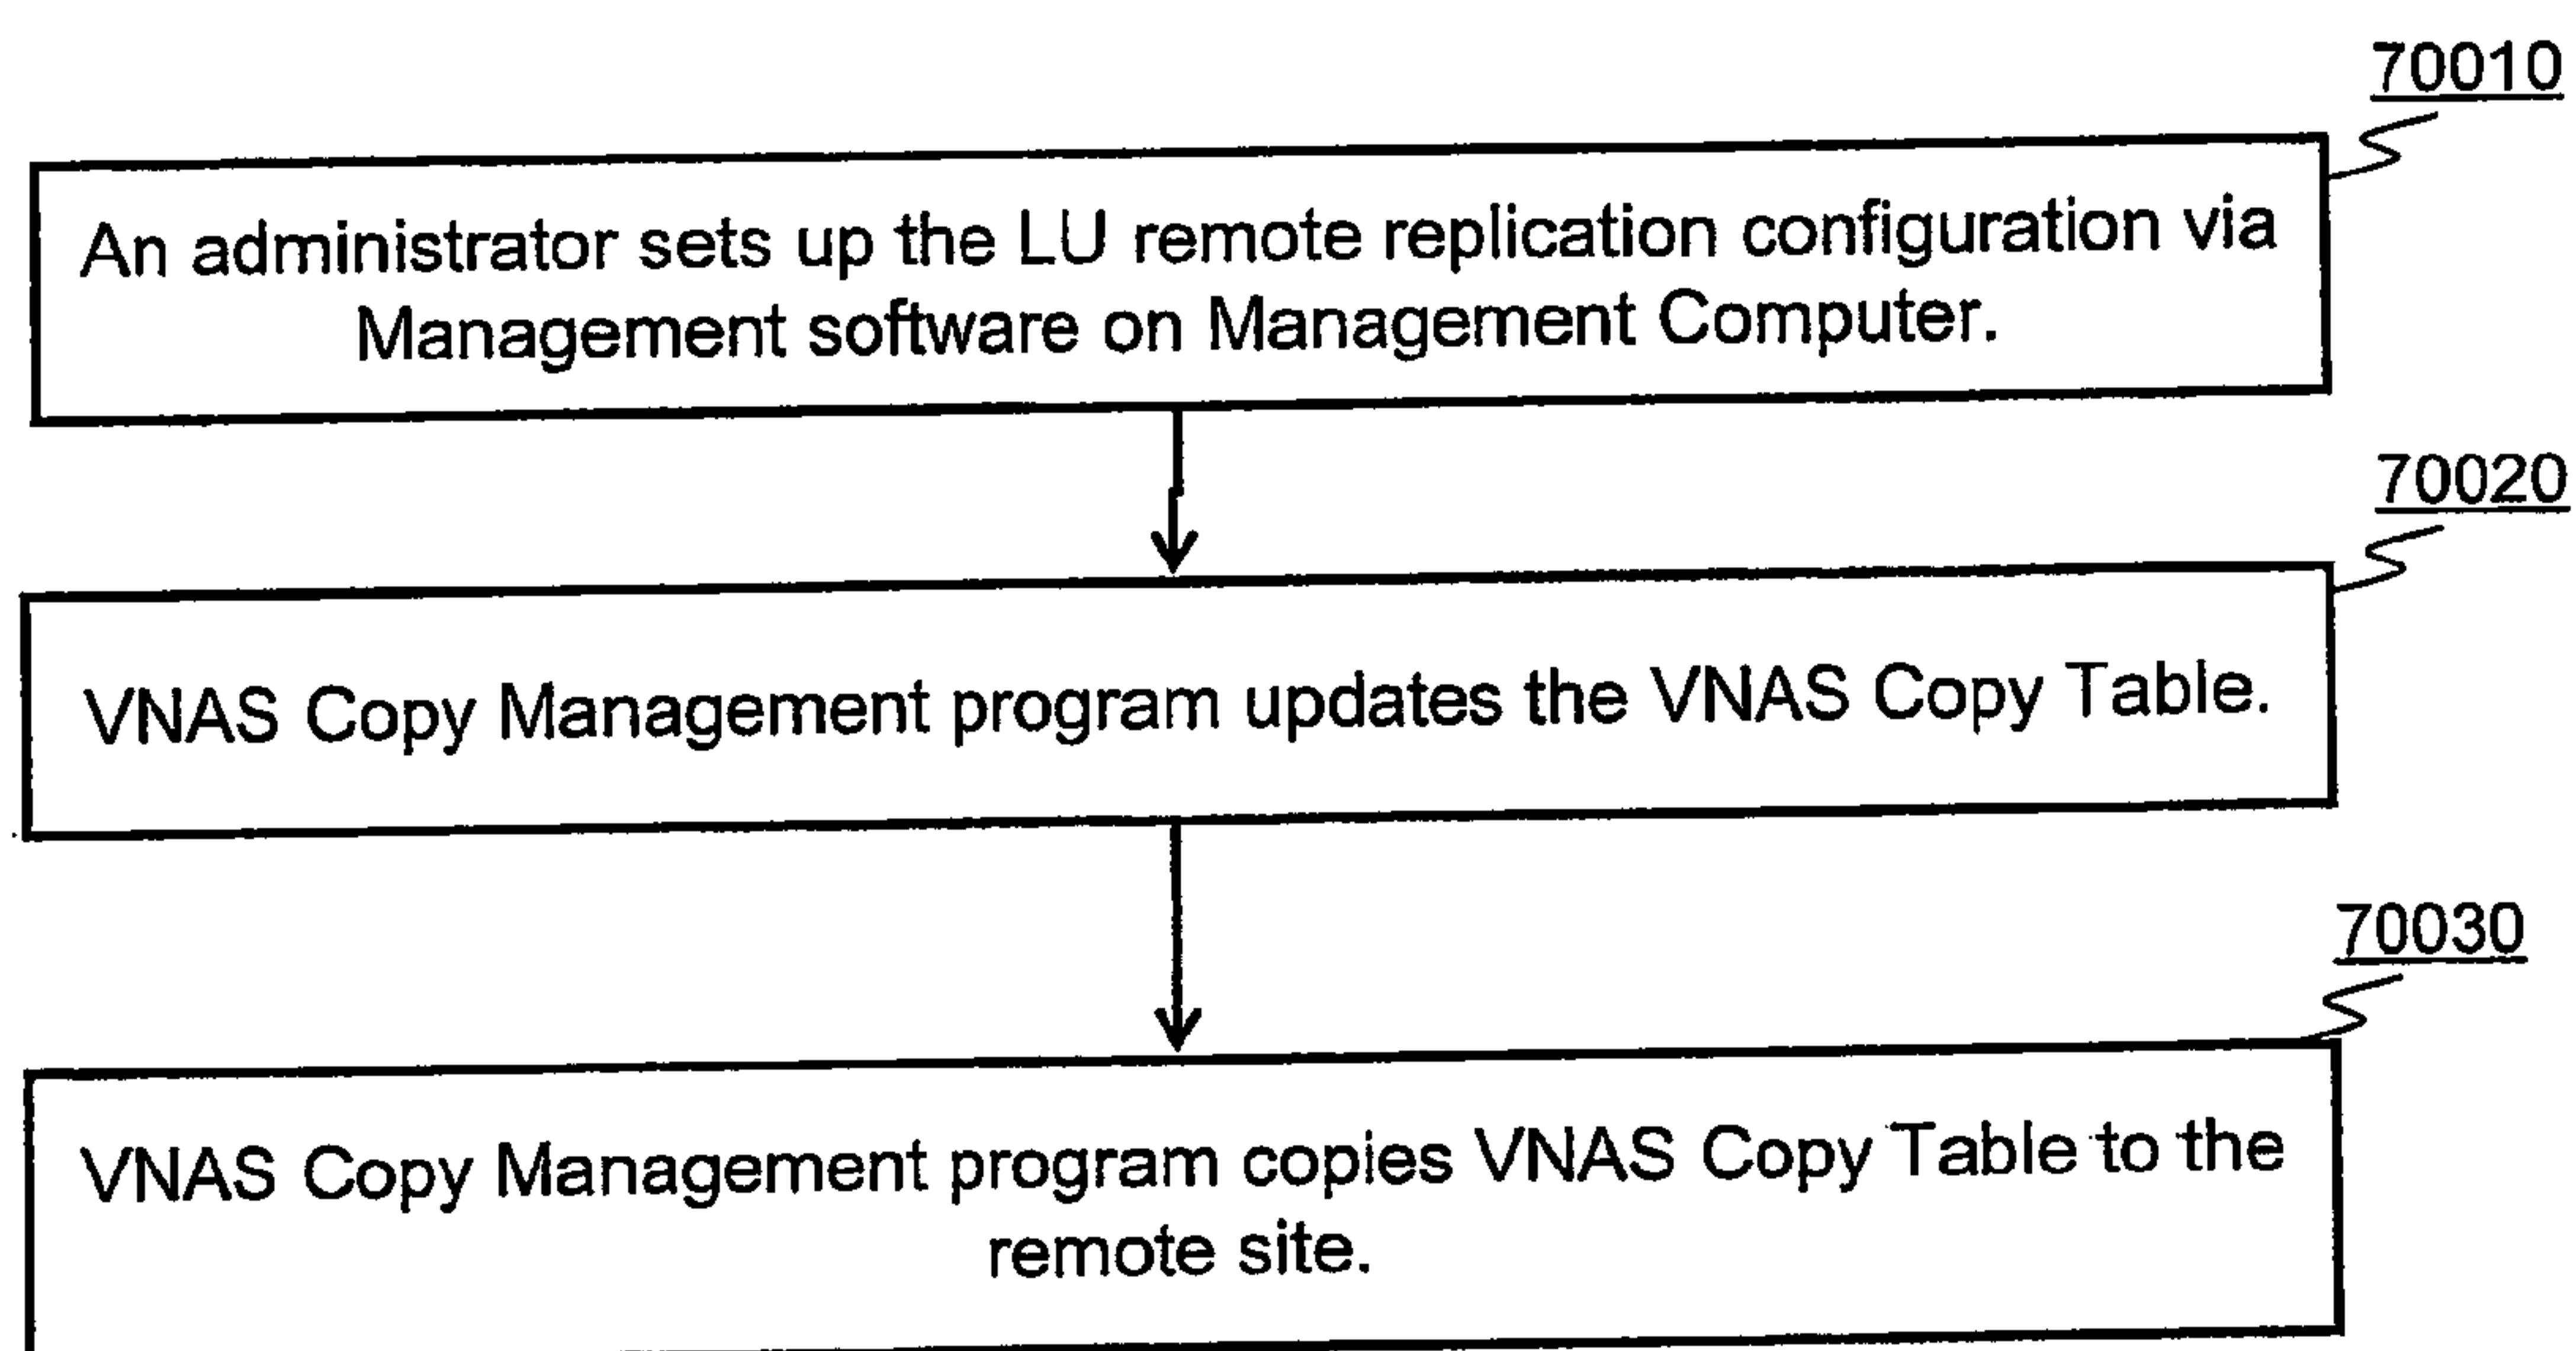 70010
An administrator sets up the LU remote replication configuration via
Management software on Management Computer.
70020
VNAS Copy Management program updates the VNAS Copy Table.
70030
VNAS Copy Management program copies VNAS Copy Table to the
remote site.